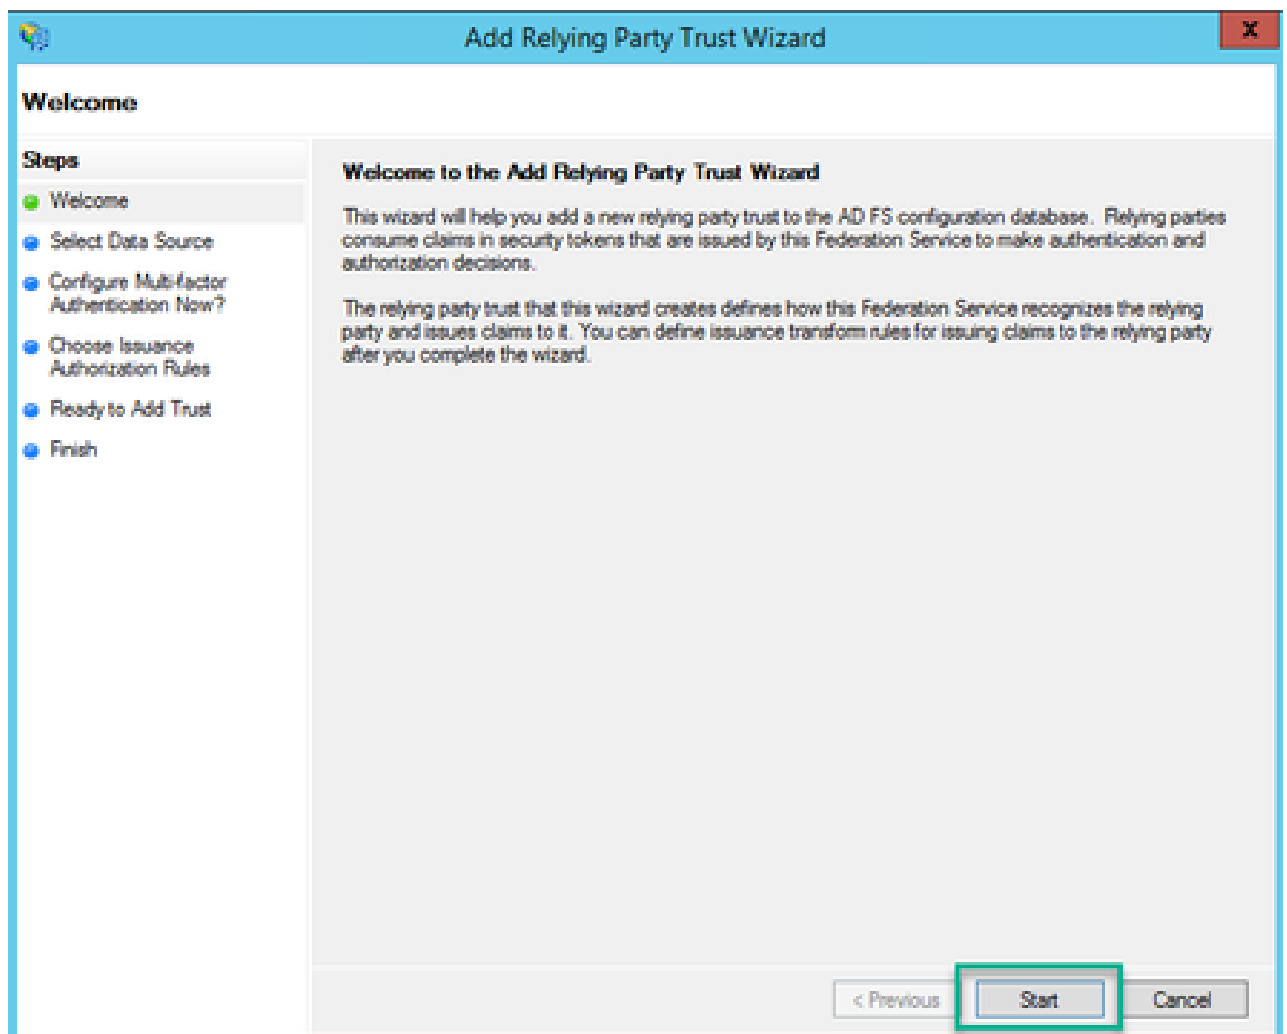 Add Relying Party Trust Wizard
x
Welcome
Steps
Welcome
Select Data Source
Configure Multi-factor
Authentication Now?
Choose Issuance
Authorization Rules
Ready to Add Trust
Finish
Welcome to the Add Relying Party Trust Wizard
This wizard will help you add a new relying party trust to the AD FS configuration database. Relying parties
consume claims in security tokens that are issued by this Federation Service to make authentication and
authorization decisions.
The relying party trust that this wizard creates defines how this Federation Service recognizes the relying
party and issues claims to it. You can define issuance transform rules for issuing claims to the relying party
after you complete the wizard.
< Previous
Start
Cancel